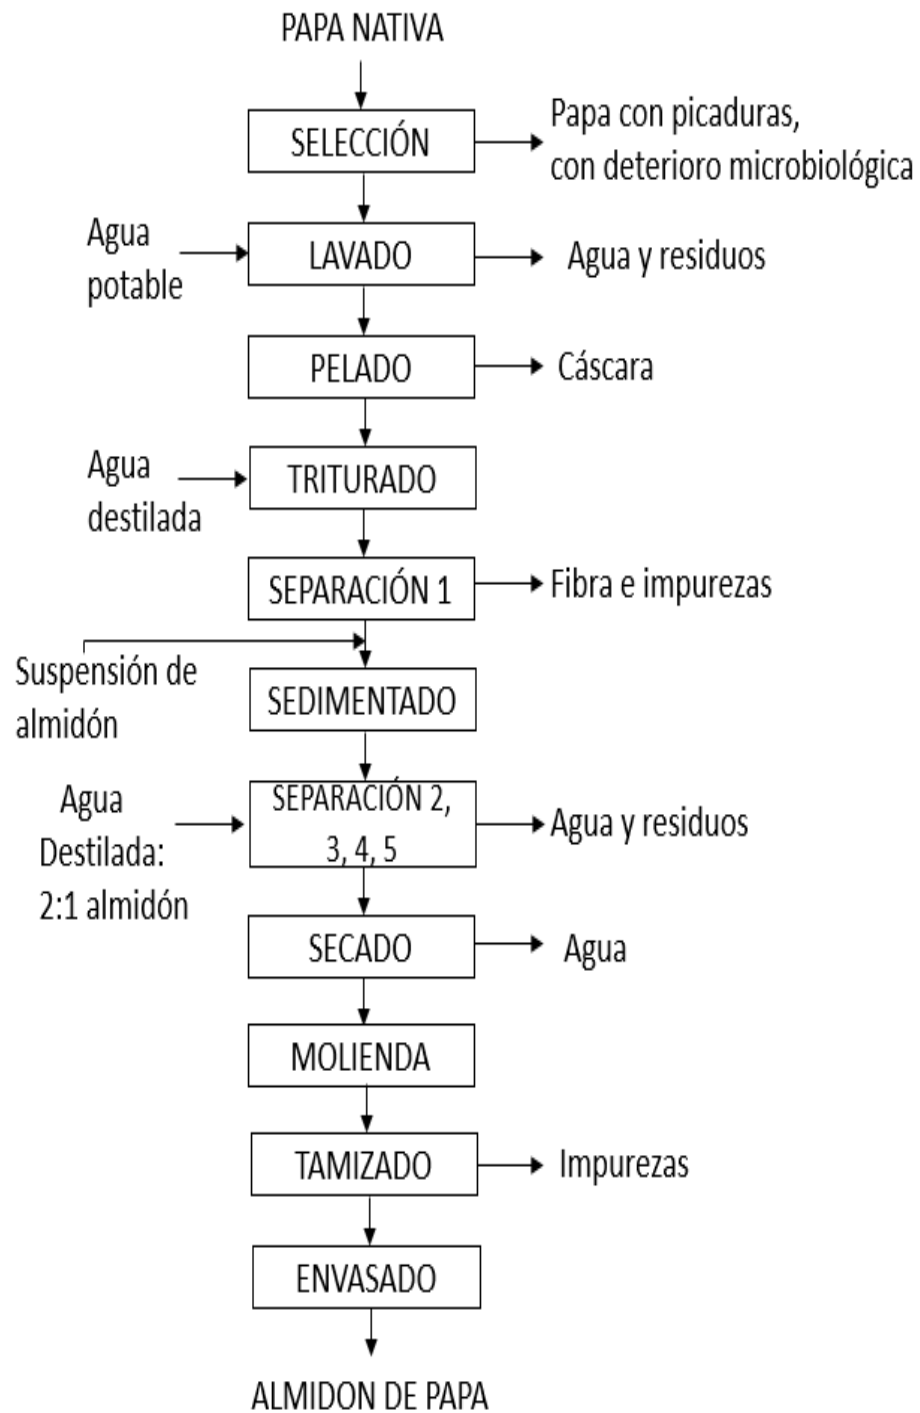 PAPA NATIVA
SELECCIÓN
Papa con picaduras,
con deterioro microbiológica
Agua
potable
LAVADO
Agua y residuos
PELADO
Cáscara
Agua
destilada
TRITURADO
SEPARACIÓN 1
Fibra e impurezas
Suspensión de
almidón
SEDIMENTADO
Agua
Destilada:
2:1 almidón
SEPARACIÓN 2,
3, 4, 5
Agua y residuos
SECADO
Agua
MOLIENDA
TAMIZADO
Impurezas
ENVASADO
ALMIDON DE PAPA